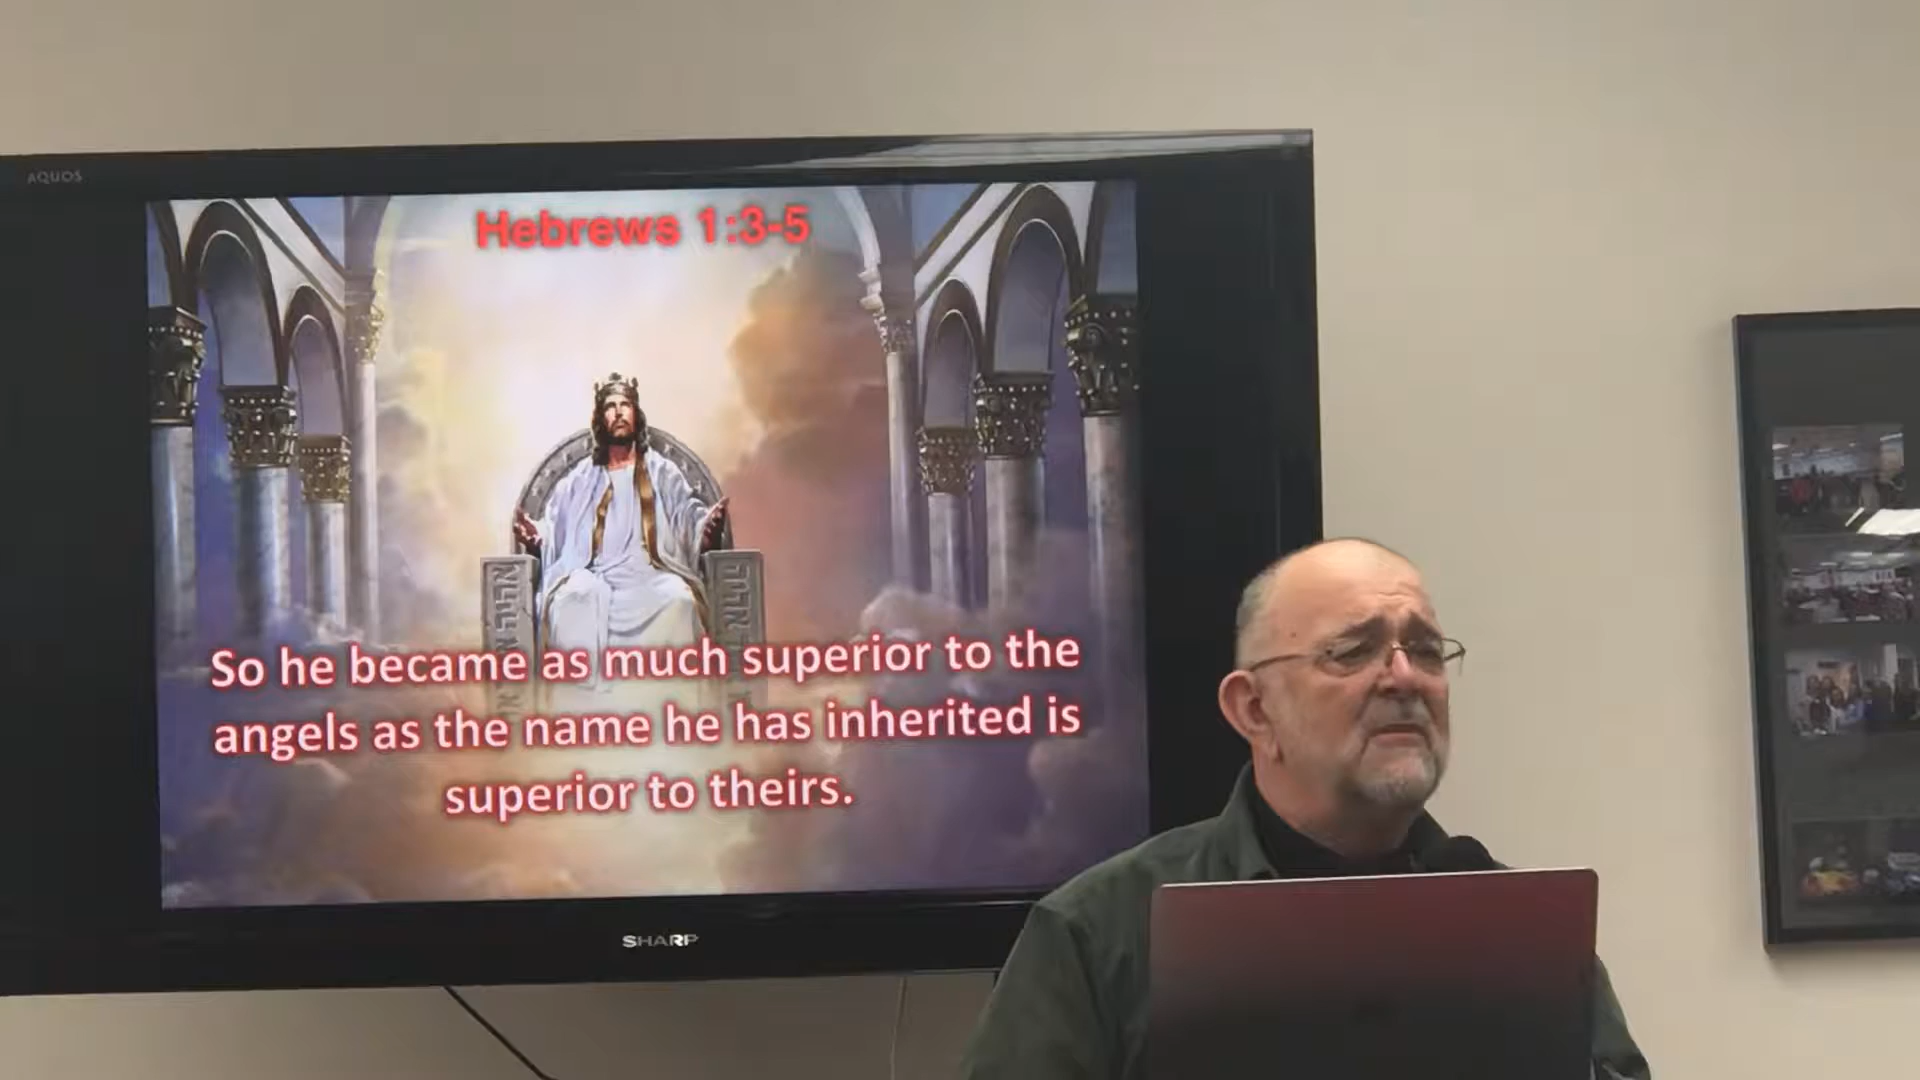 AQUOS
Hebrews 1:3-5
So he became as much superior to the
angels as the name he has inherited is
superior to theirs.
SHARP